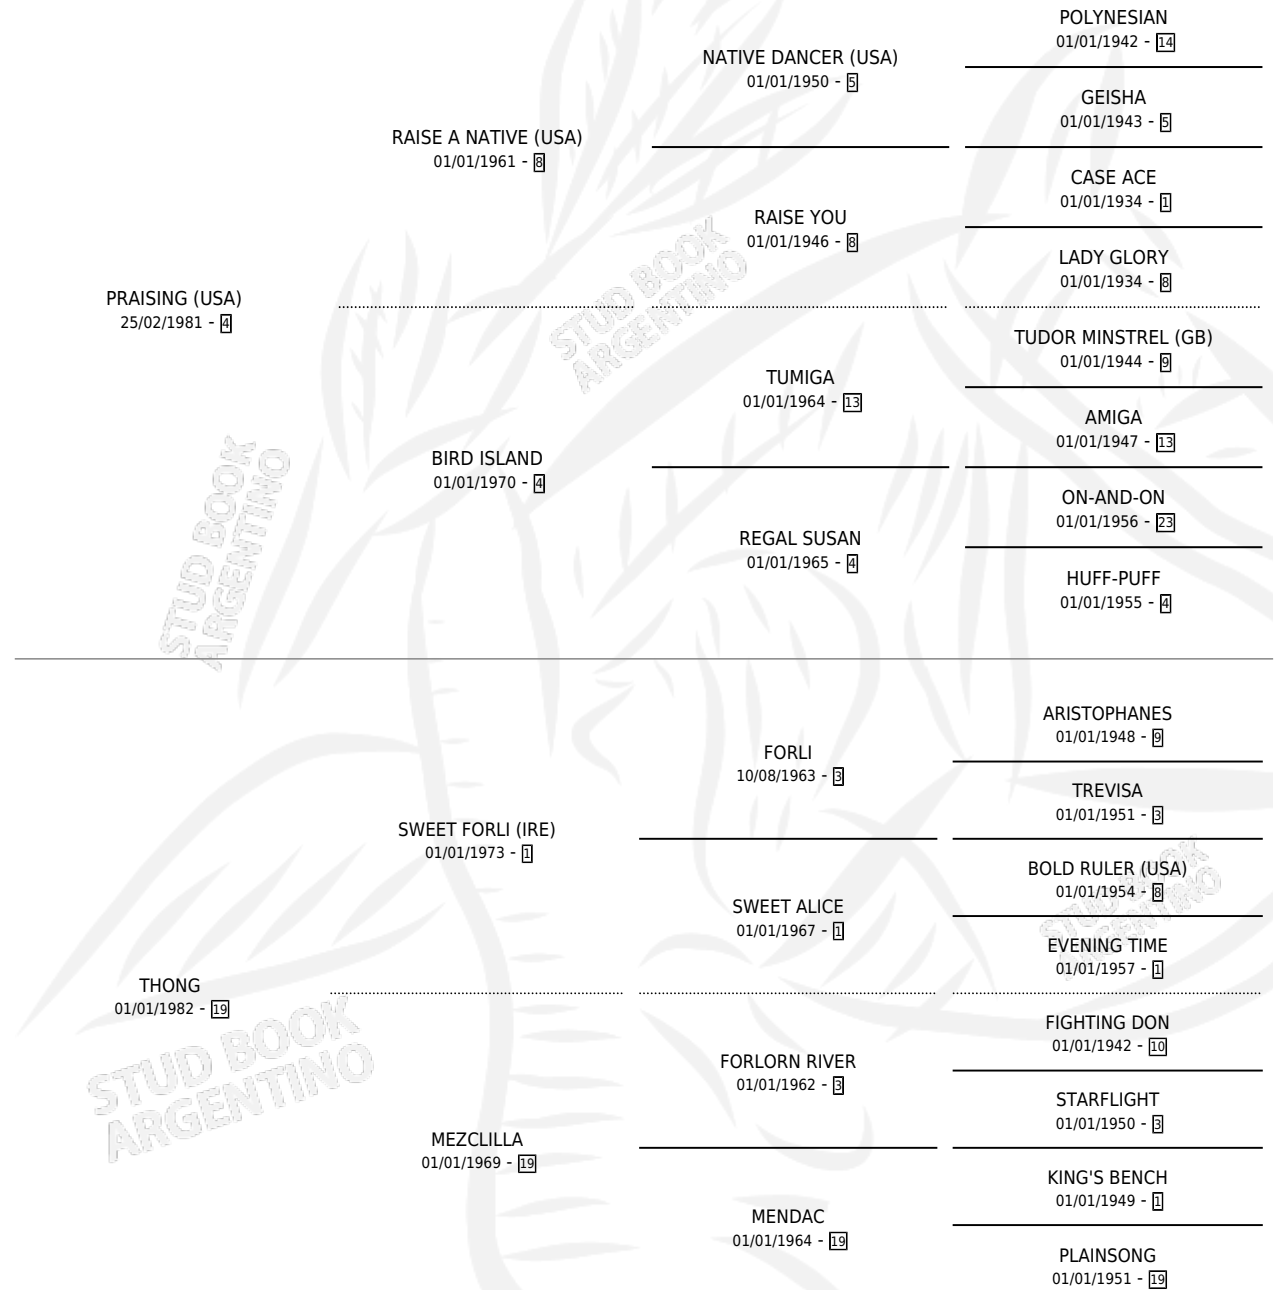 POLYNESIAN
01/01/1942 - 14
NATIVE DANCER (USA)
01/01/1950 - 5
GEISHA
01/01/1943 - 5
RAISE A NATIVE (USA)
01/01/1961 - 8
CASE ACE
01/01/1934 - 1
RAISE YOU
01/01/1946 - 8
LADY GLORY
01/01/1934 - 8
PRAISING (USA)
25/02/1981 - 4
STUD BOOK
ARGENTINO
TUDOR MINSTREL (GB)
01/01/1944 - 9
TUMIGA
01/01/1964 - 13
AMIGA
01/01/1947 - 13
BIRD ISLAND
01/01/1970 - 4
ON-AND-ON
01/01/1956 - 23
REGAL SUSAN
01/01/1965 - 4
HUFF-PUFF
01/01/1955 - 4
STUD BOOK
ARGENTINO
ARISTOPHANES
01/01/1948 - 9
FORLI
10/08/1963 - 3
TREVISA
01/01/1951 - 3
SWEET FORLI (IRE)
01/01/1973 - 1
BOLD RULER (USA)
01/01/1954 - 8
SWEET ALICE
01/01/1967 - 1
STUD BOOK
ARGENTINO
EVENING TIME
01/01/1957 - 1
THONG
01/01/1982 - 19
STUD BOOK
ARGENTINO
FIGHTING DON
01/01/1942 - 10
FORLORN RIVER
01/01/1962 - 3
STARFLIGHT
01/01/1950 - 3
MEZCLILLA
01/01/1969 - 19
KING'S BENCH
01/01/1949 - 1
MENDAC
01/01/1964 - 19
PLAINSONG
01/01/1951 - 19